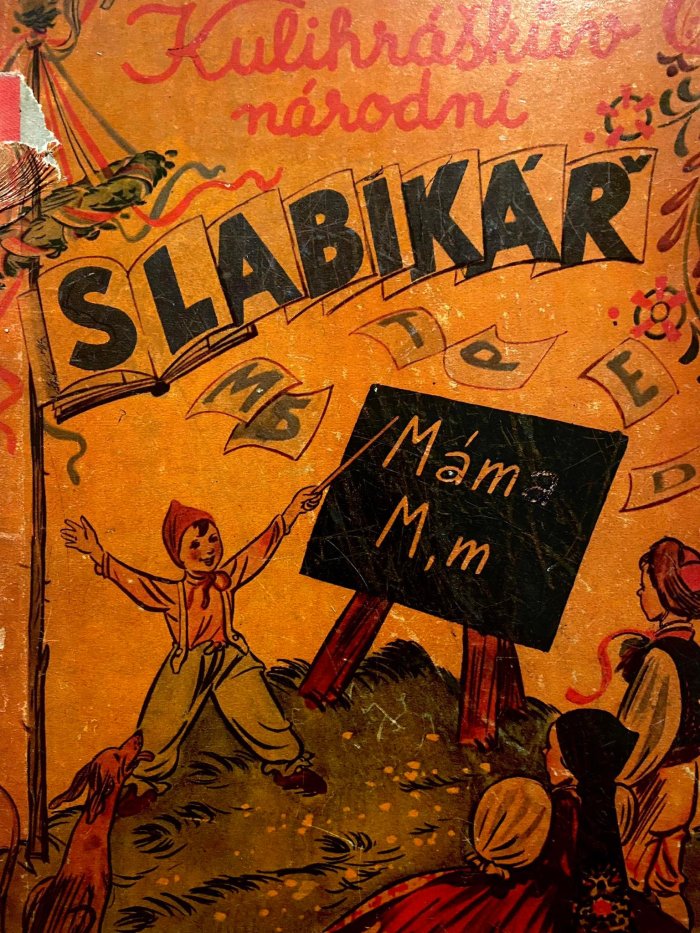 Kulihráškův
národní
SLABIKÁŘ
T P E
M Б D
Máma
M, m